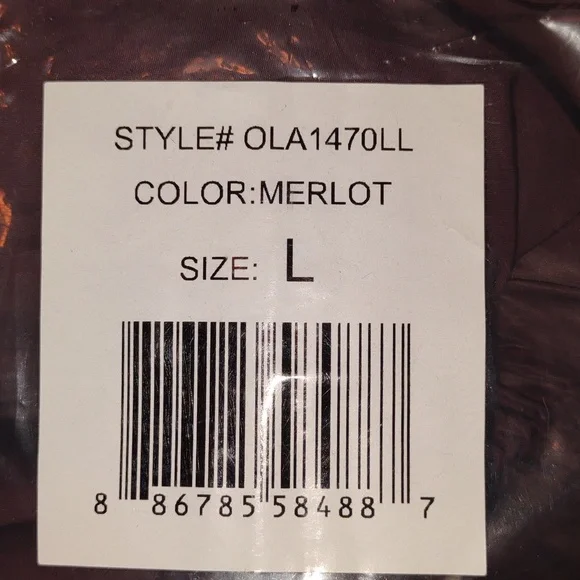 STYLE# OLA1470LL
COLOR:MERLOT
SIZE: L
8 86785 58488 7